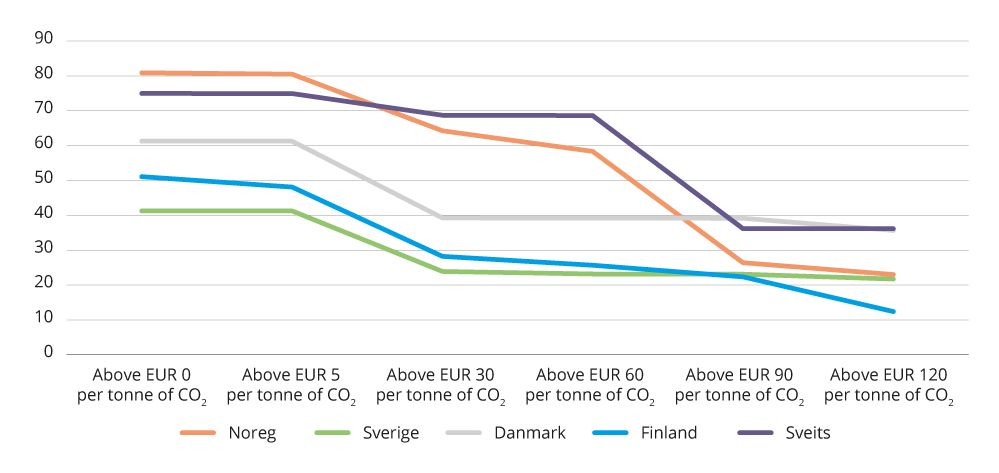 90
80
70
60
50
40
30
20
10
0
Above EUR 0
per tonne of CO₂
Above EUR 5
per tonne of CO₂
Above EUR 30
per tonne of CO₂
Above EUR 60
per tonne of CO₂
Above EUR 90
per tonne of CO₂
Above EUR 120
per tonne of CO₂
Noreg
Sverige
Danmark
Finland
Sveits